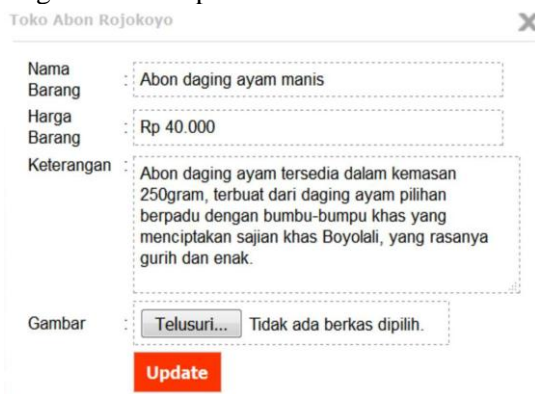 Toko Abon Rojokoyo X
Nama
Barang : Abon daging ayam manis
Harga
Barang : Rp 40.000
Keterangan : Abon daging ayam tersedia dalam kemasan
250gram, terbuat dari daging ayam pilihan
berpadu dengan bumbu-bumpu khas yang
menciptakan sajian khas Boyolali, yang rasanya
gurih dan enak.
Gambar : Telusuri... Tidak ada berkas dipilih.
Update